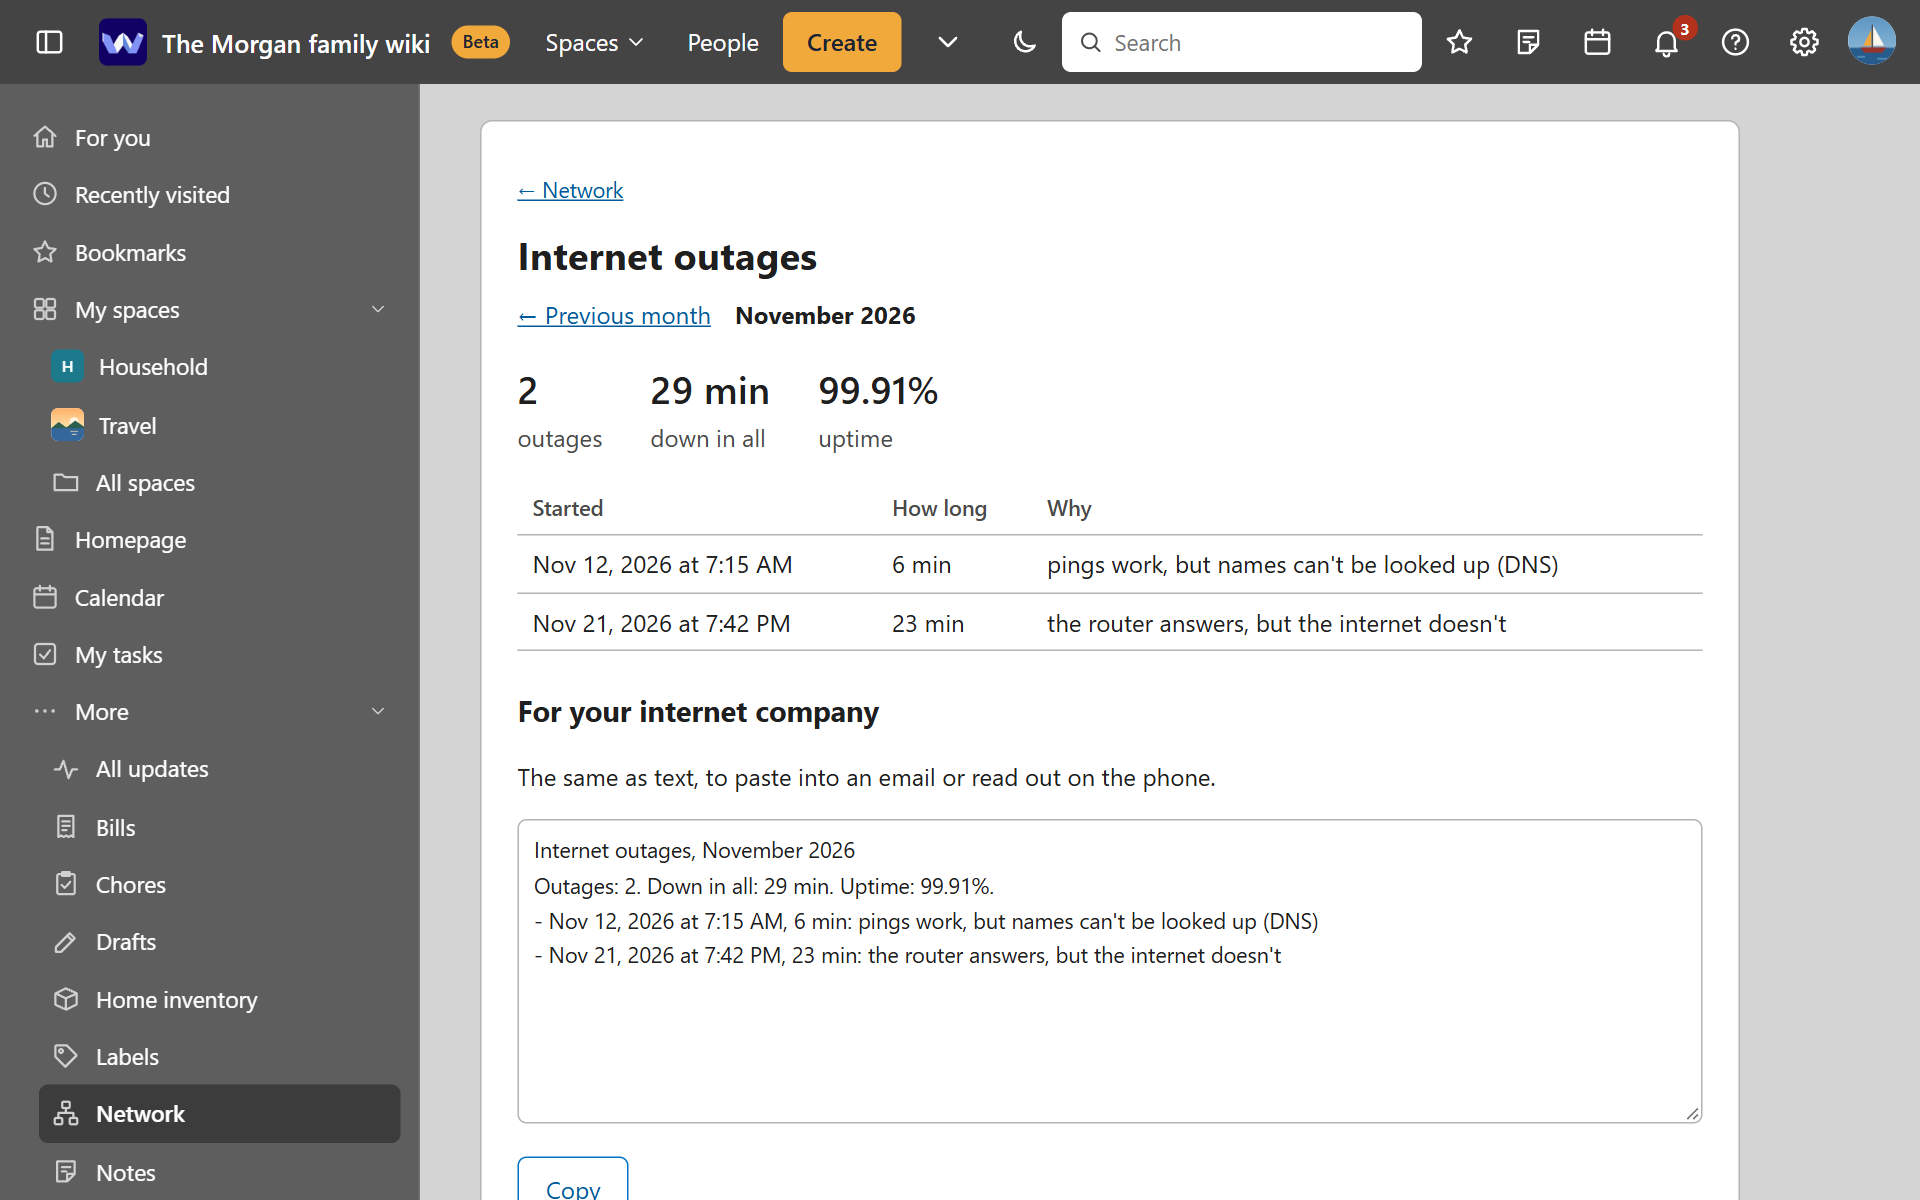 The Morgan family wiki
Beta
Spaces
People
Create
Search
3
For you
Recently visited
Bookmarks
My spaces
H
Household
Travel
All spaces
Homepage
Calendar
My tasks
More
All updates
Bills
Chores
Drafts
Home inventory
Labels
Network
Notes
← Network
Internet outages
← Previous month November 2026
2 29 min 99.91%
outages down in all uptime
Started How long Why
Nov 12, 2026 at 7:15 AM 6 min pings work, but names can't be looked up (DNS)
Nov 21, 2026 at 7:42 PM 23 min the router answers, but the internet doesn't
For your internet company
The same as text, to paste into an email or read out on the phone.
Internet outages, November 2026
Outages: 2. Down in all: 29 min. Uptime: 99.91%.
- Nov 12, 2026 at 7:15 AM, 6 min: pings work, but names can't be looked up (DNS)
- Nov 21, 2026 at 7:42 PM, 23 min: the router answers, but the internet doesn't
Copy